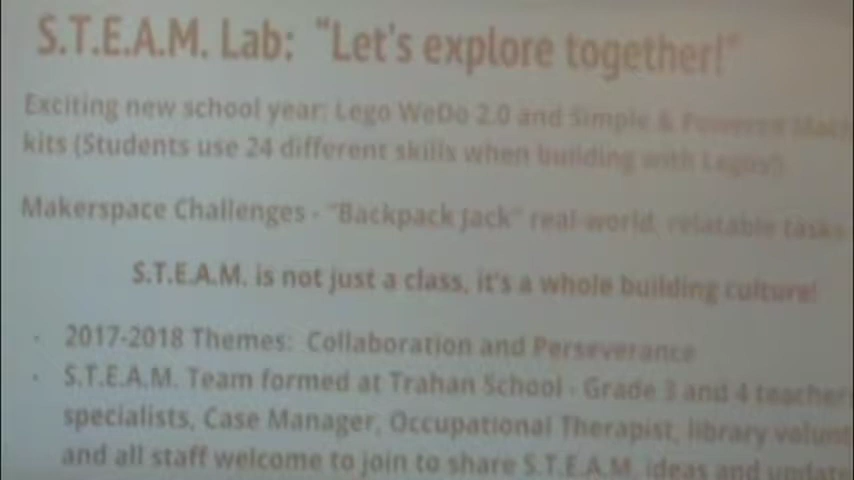 S.T.E.A.M. Lab: "Let's explore together!"
Exciting new school year: Lego WeDo 2.0 and Simple & Powered
kits (Students use 24 different skills when building with Legos!)
Makerspace Challenges - "Backpack Jack" real-world, relatable tasks
S.T.E.A.M. is not just a class, it's a whole building culture!
· 2017-2018 Themes: Collaboration and Perseverance
· S.T.E.A.M. Team formed at Trahan School - Grade 3 and 4 teachers
specialists, Case Manager, Occupational Therapist, library
and all staff welcome to join to share S.T.E.A.M. ideas and